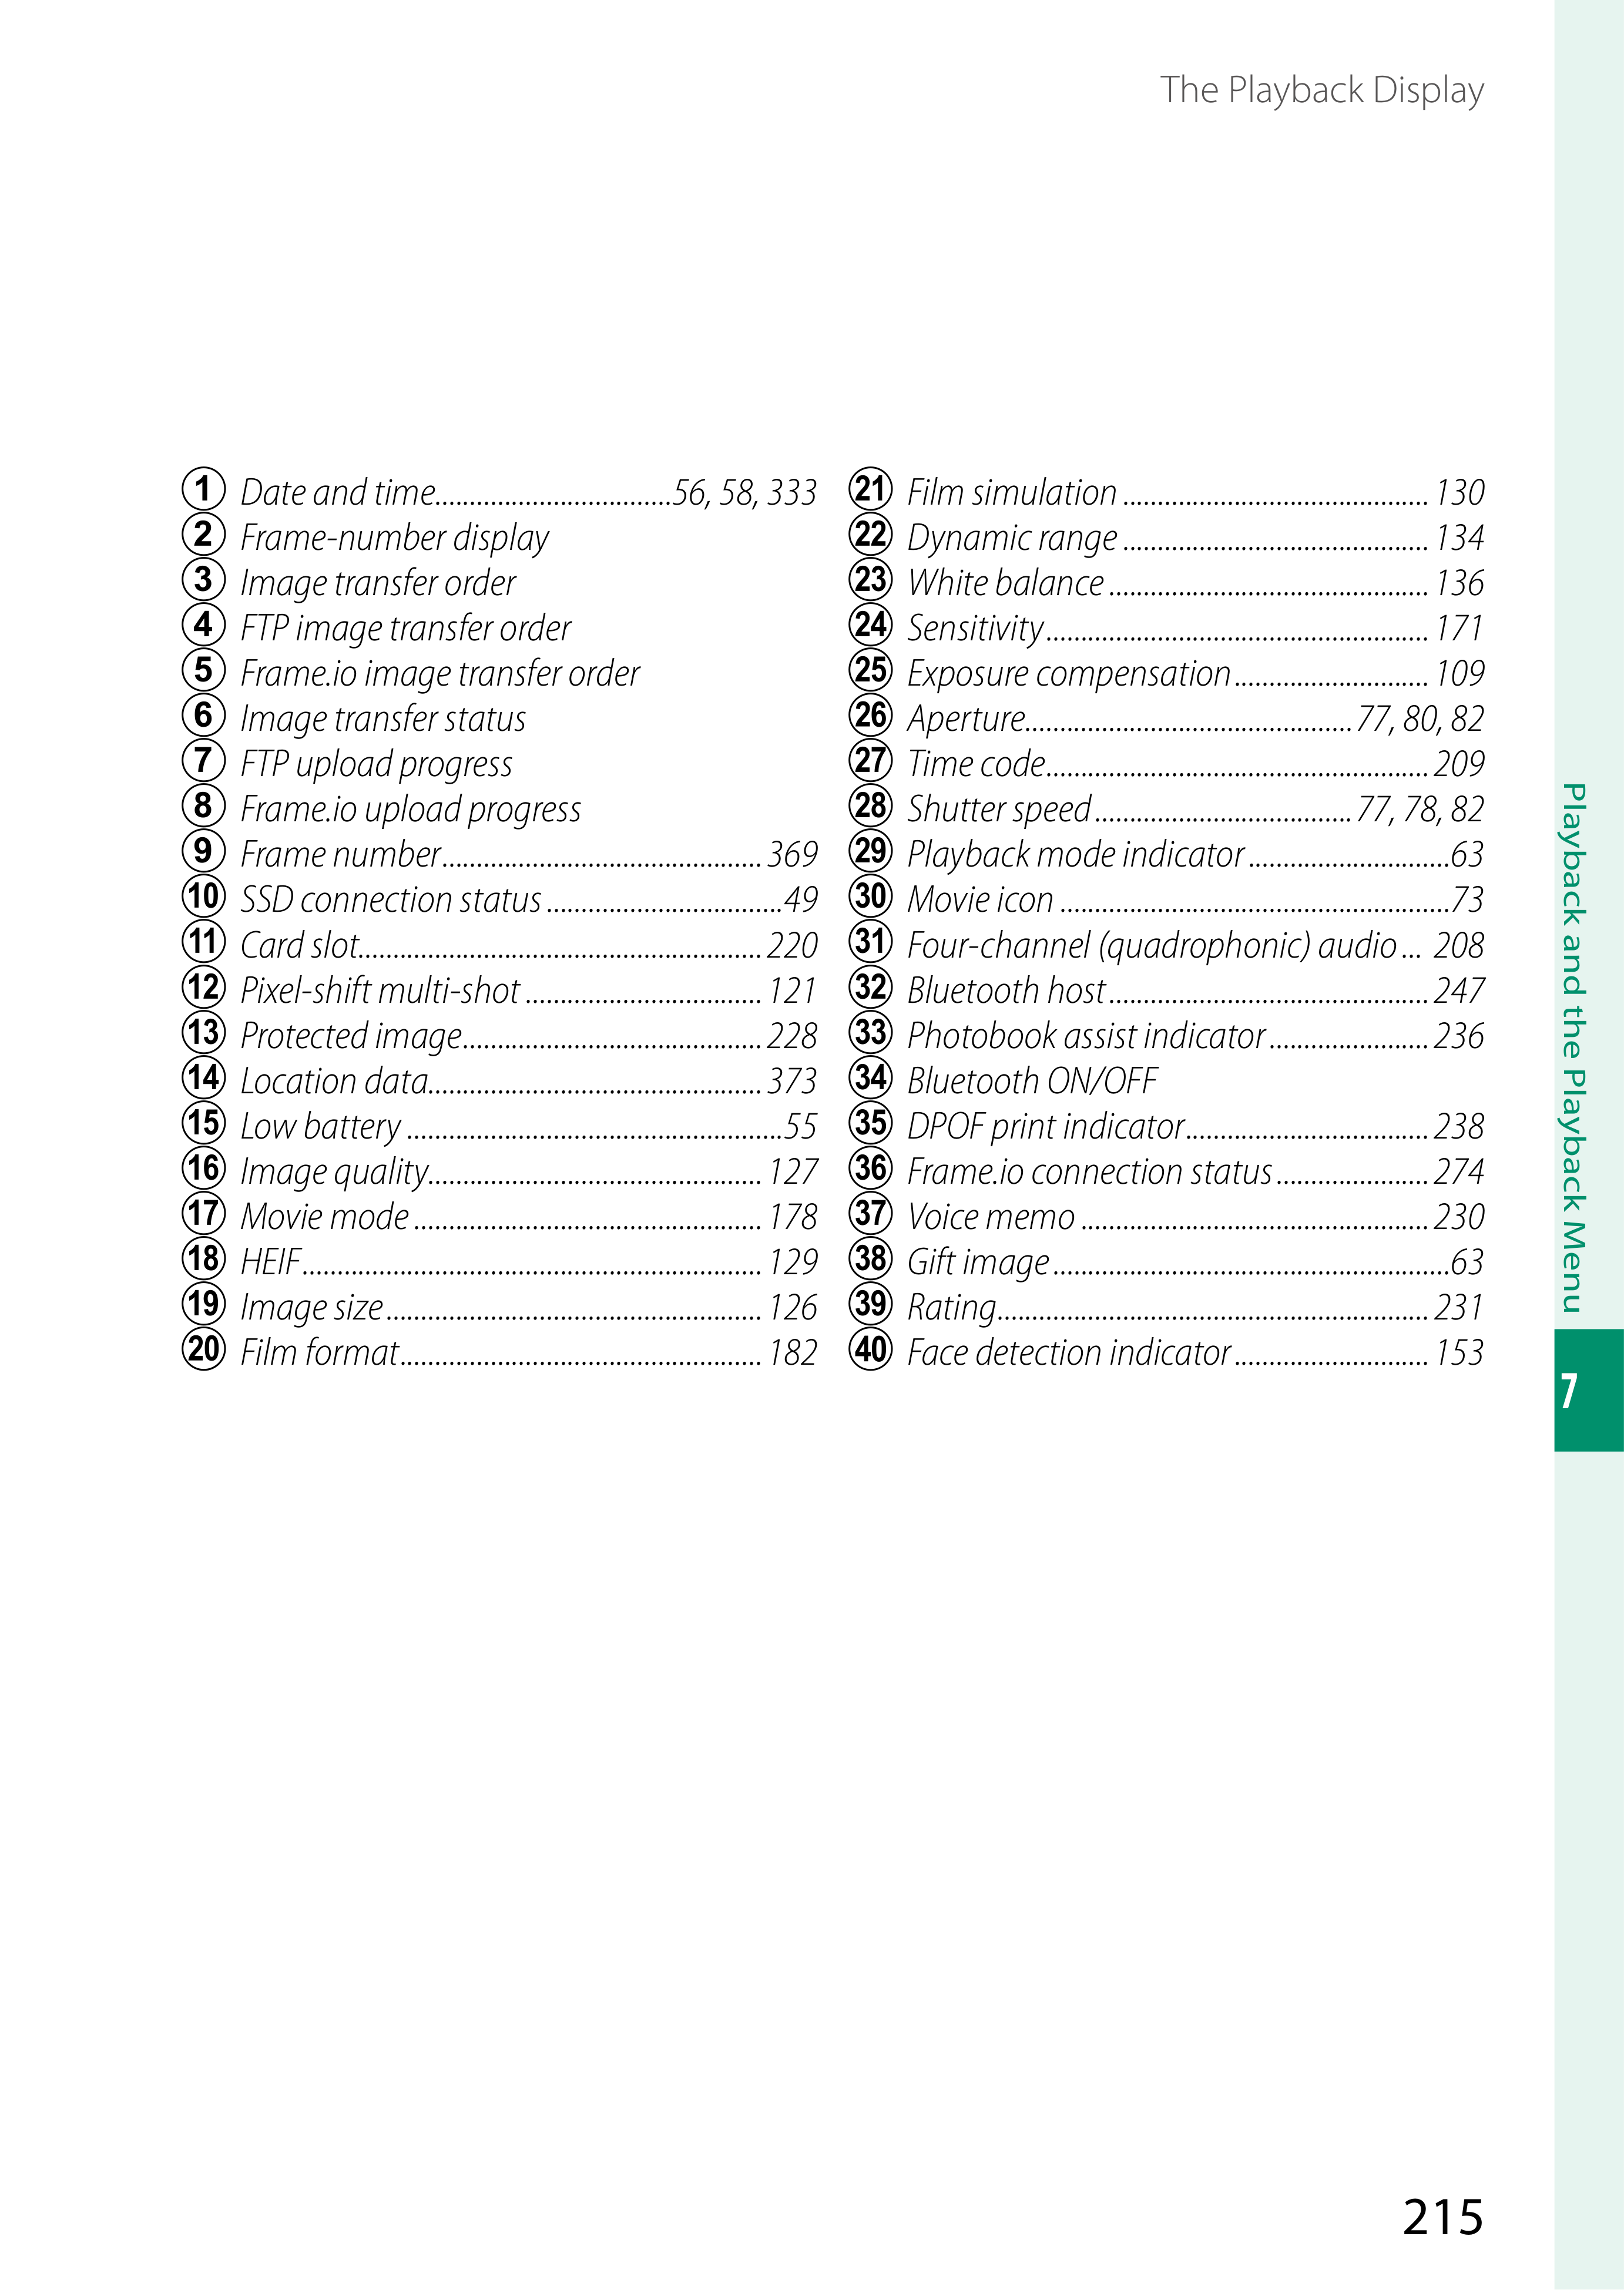 The Playback Display
① Date and time..................................56, 58, 333
② Frame-number display
③ Image transfer order
④ FTP image transfer order
⑤ Frame.io image transfer order
⑥ Image transfer status
⑦ FTP upload progress
⑧ Frame.io upload progress
⑨ Frame number.............................................. 369
⑩ SSD connection status ..................................49
⑪ Card slot.......................................................... 220
⑫ Pixel-shift multi-shot .................................. 121
⑬ Protected image........................................... 228
⑭ Location data................................................ 373
⑮ Low battery ......................................................55
⑯ Image quality................................................ 127
⑰ Movie mode .................................................. 178
⑱ HEIF.................................................................. 129
⑲ Image size ...................................................... 126
⑳ Film format.................................................... 182
㉑ Film simulation ............................................ 130
㉒ Dynamic range ............................................ 134
㉓ White balance .............................................. 136
㉔ Sensitivity....................................................... 171
㉕ Exposure compensation ............................ 109
㉖ Aperture...............................................77, 80, 82
㉗ Time code....................................................... 209
㉘ Shutter speed .....................................77, 78, 82
㉙ Playback mode indicator .............................63
㉚ Movie icon ........................................................73
㉛ Four-channel (quadrophonic) audio ... 208
㉜ Bluetooth host .............................................. 247
㉝ Photobook assist indicator ....................... 236
㉞ Bluetooth ON/OFF
㉟ DPOF print indicator................................... 238
㊱ Frame.io connection status ...................... 274
㊲ Voice memo .................................................. 230
㊳ Gift image .........................................................63
㊴ Rating.............................................................. 231
㊵ Face detection indicator ............................ 153
Playback and the Playback Menu
7
215